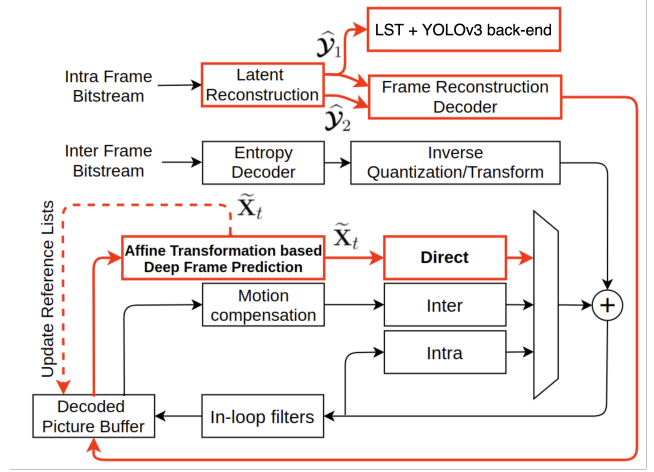 LST + YOLOv3 back-end
𝓨̂₁
Intra Frame
Bitstream
Latent
Reconstruction
Frame Reconstruction
Decoder
𝓨̂₂
Inter Frame
Bitstream
Entropy
Decoder
Inverse
Quantization/Transform
Update Reference Lists
X̃ₜ
Affine Transformation based
Deep Frame Prediction
X̃ₜ
Direct
Motion
compensation
Inter
+
Intra
Decoded
Picture Buffer
In-loop filters